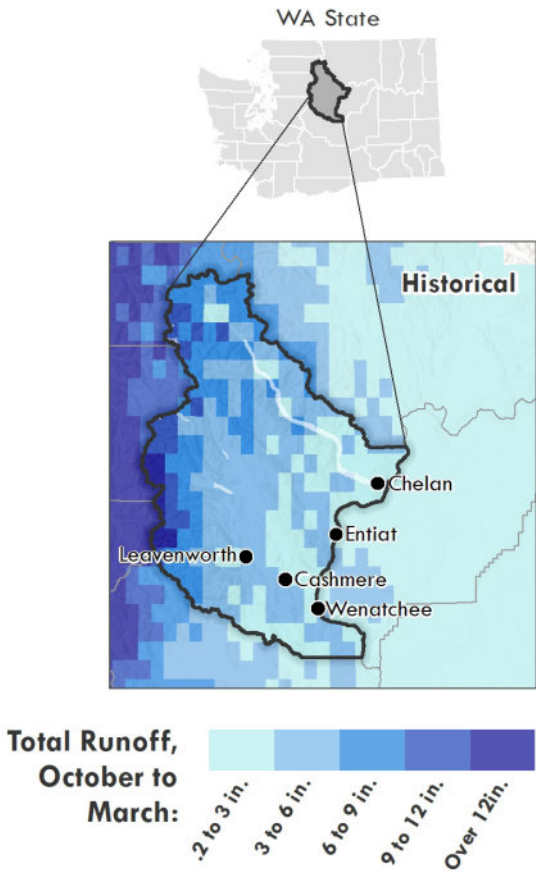 WA State
Historical
Chelan
Entiat
Leavenworth
Cashmere
Wenatchee
Total Runoff,
October to
March:
.2 to 3 in.
3 to 6 in.
6 to 9 in.
9 to 12 in.
Over 12in.